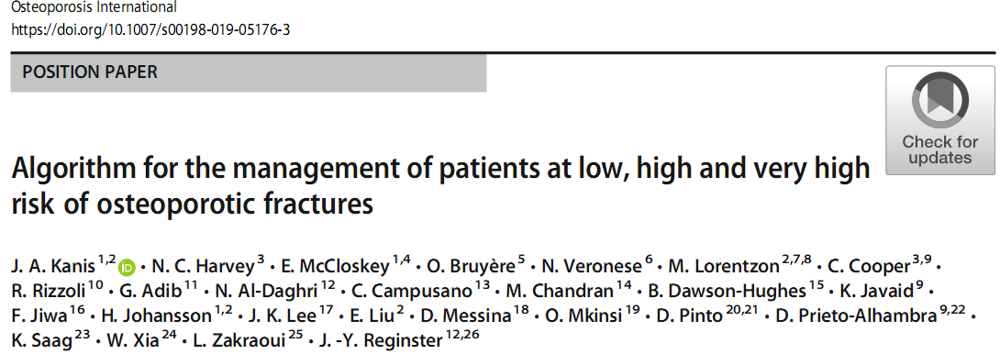 Osteoporosis International
https://doi.org/10.1007/s00198-019-05176-3
POSITION PAPER
Check for
updates
Algorithm for the management of patients at low, high and very high
risk of osteoporotic fractures
J. A. Kanis 1,2 iD • N. C. Harvey 3 • E. McCloskey 1,4 • O. Bruyère 5 • N. Veronese 6 • M. Lorentzon 2,7,8 • C. Cooper 3,9 •
R. Rizzoli 10 • G. Adib 11 • N. Al-Daghri 12 • C. Campusano 13 • M. Chandran 14 • B. Dawson-Hughes 15 • K. Javaid 9 •
F. Jiwa 16 • H. Johansson 1,2 • J. K. Lee 17 • E. Liu 2 • D. Messina 18 • O. Mkinsi 19 • D. Pinto 20,21 • D. Prieto-Alhambra 9,22 •
K. Saag 23 • W. Xia 24 • L. Zakraoui 25 • J. -Y. Reginster 12,26